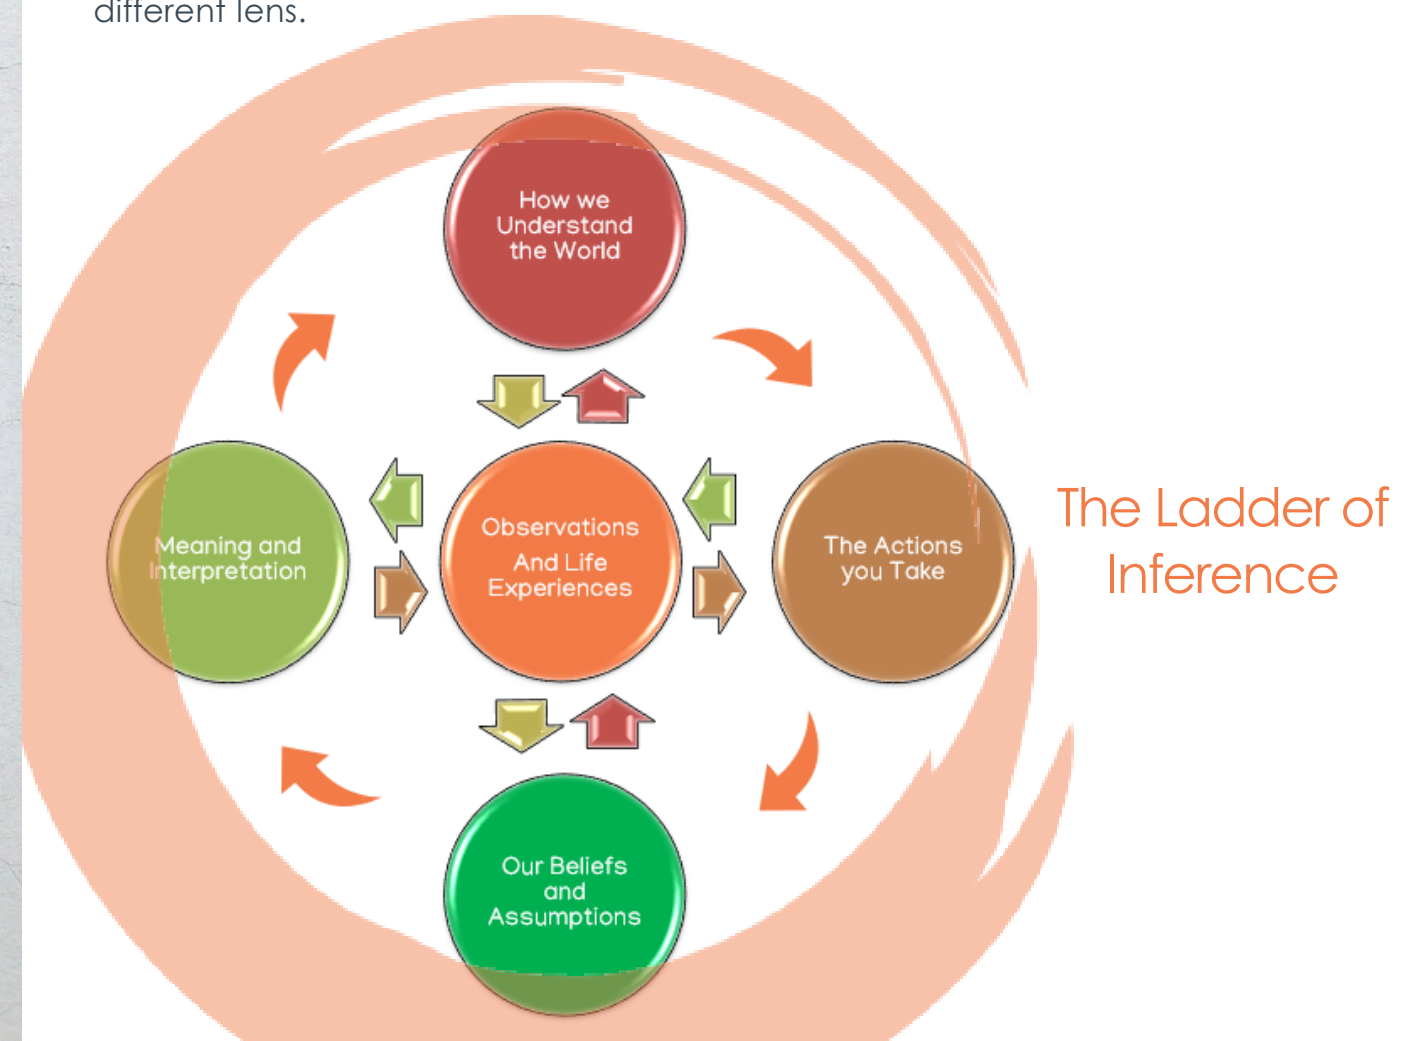 different lens.
How we
Understand
the World
Meaning and
Interpretation
Observations
And Life
Experiences
The Actions
you Take
Our Beliefs
and
Assumptions
The Ladder of
Inference